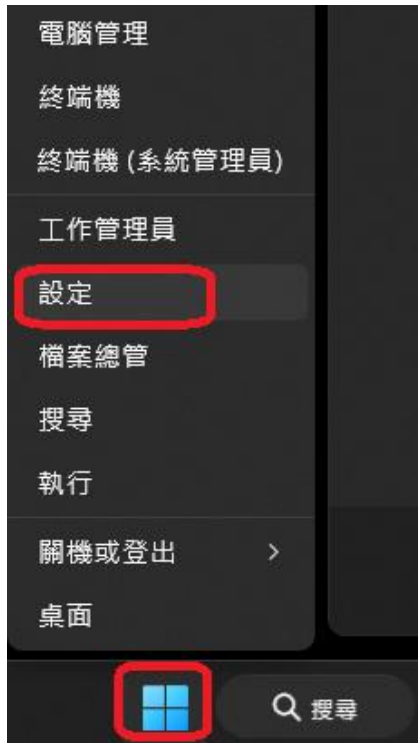 電腦管理
終端機
終端機 (系統管理員)
工作管理員
設定
檔案總管
搜尋
執行
關機或登出
桌面
搜尋